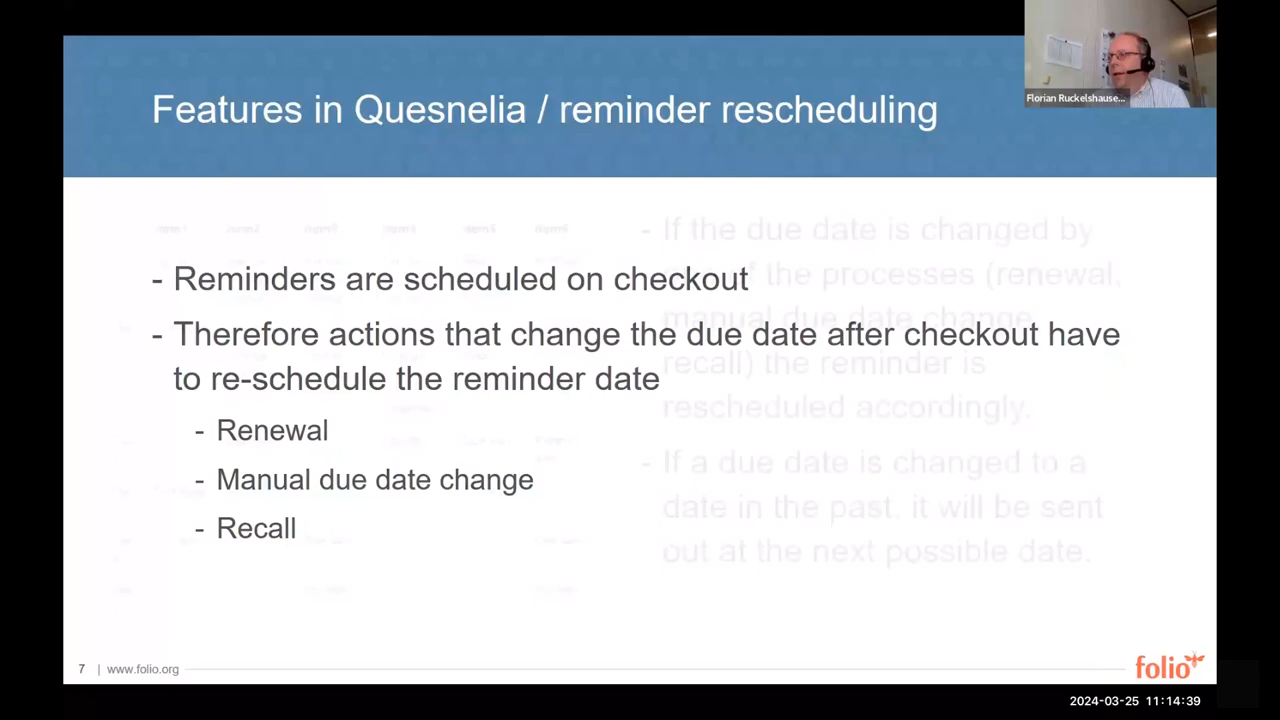 Features in Quesnelia / reminder rescheduling
Florian Ruckelshause...
- Reminders are scheduled on checkout
- Therefore actions that change the due date after checkout have
to re-schedule the reminder date
- Renewal
- Manual due date change
- Recall
- If the due date is changed by
of the processes (renewal,
manual due date change
recall) the reminder is
rescheduled accordingly.
- If a due date is changed to a
date in the past, it will be sent
out at the next possible date.
7 | www.folio.org
folio
2024-03-25 11:14:39